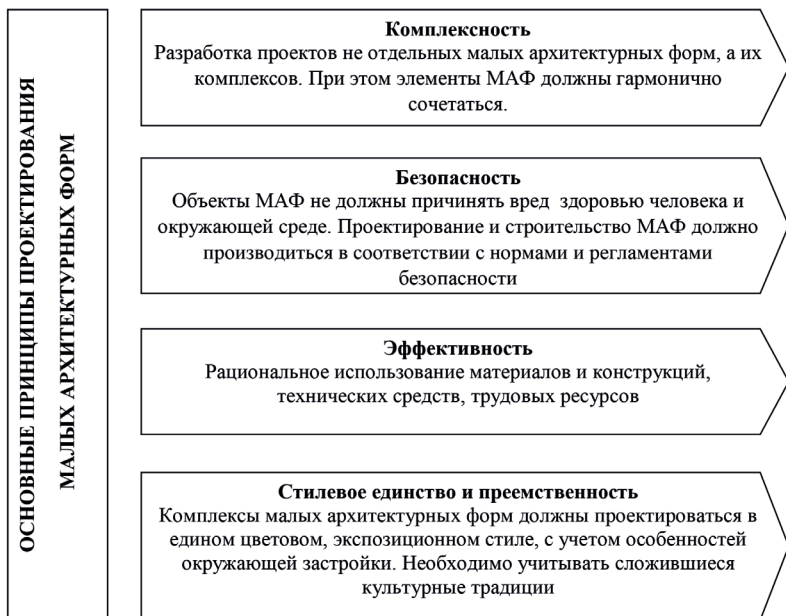 ОСНОВНЫЕ ПРИНЦИПЫ ПРОЕКТИРОВАНИЯ
МАЛЫХ АРХИТЕКТУРНЫХ ФОРМ
Комплексность
Разработка проектов не отдельных малых архитектурных форм, а их
комплексов. При этом элементы МАФ должны гармонично
сочетаться.
Безопасность
Объекты МАФ не должны причинять вред здоровью человека и
окружающей среде. Проектирование и строительство МАФ должно
производиться в соответствии с нормами и регламентами
безопасности
Эффективность
Рациональное использование материалов и конструкций,
технических средств, трудовых ресурсов
Стилевое единство и преемственность
Комплексы малых архитектурных форм должны проектироваться в
едином цветовом, экспозиционном стиле, с учетом особенностей
окружающей застройки. Необходимо учитывать сложившиеся
культурные традиции